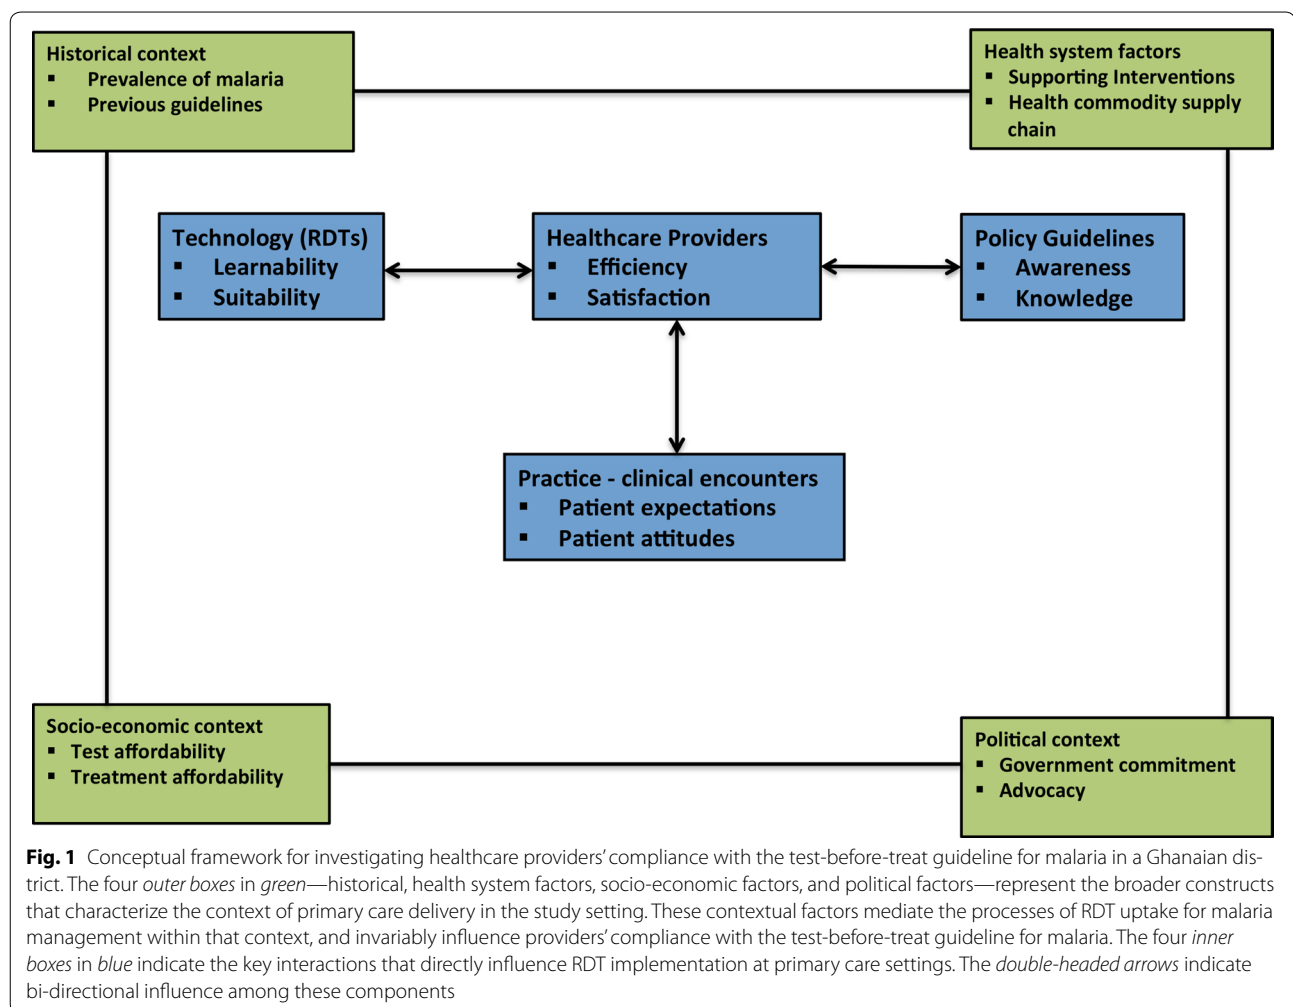 Historical context
▪ Prevalence of malaria
▪ Previous guidelines
Health system factors
▪ Supporting Interventions
▪ Health commodity supply
chain
Technology (RDTs)
▪ Learnability
▪ Suitability
Healthcare Providers
▪ Efficiency
▪ Satisfaction
Policy Guidelines
▪ Awareness
▪ Knowledge
Practice - clinical encounters
▪ Patient expectations
▪ Patient attitudes
Socio-economic context
▪ Test affordability
▪ Treatment affordability
Political context
▪ Government commitment
▪ Advocacy
Fig. 1 Conceptual framework for investigating healthcare providers' compliance with the test-before-treat guideline for malaria in a Ghanaian dis-
trict. The four outer boxes in green—historical, health system factors, socio-economic factors, and political factors—represent the broader constructs
that characterize the context of primary care delivery in the study setting. These contextual factors mediate the processes of RDT uptake for malaria
management within that context, and invariably influence providers' compliance with the test-before-treat guideline for malaria. The four inner
boxes in blue indicate the key interactions that directly influence RDT implementation at primary care settings. The double-headed arrows indicate
bi-directional influence among these components